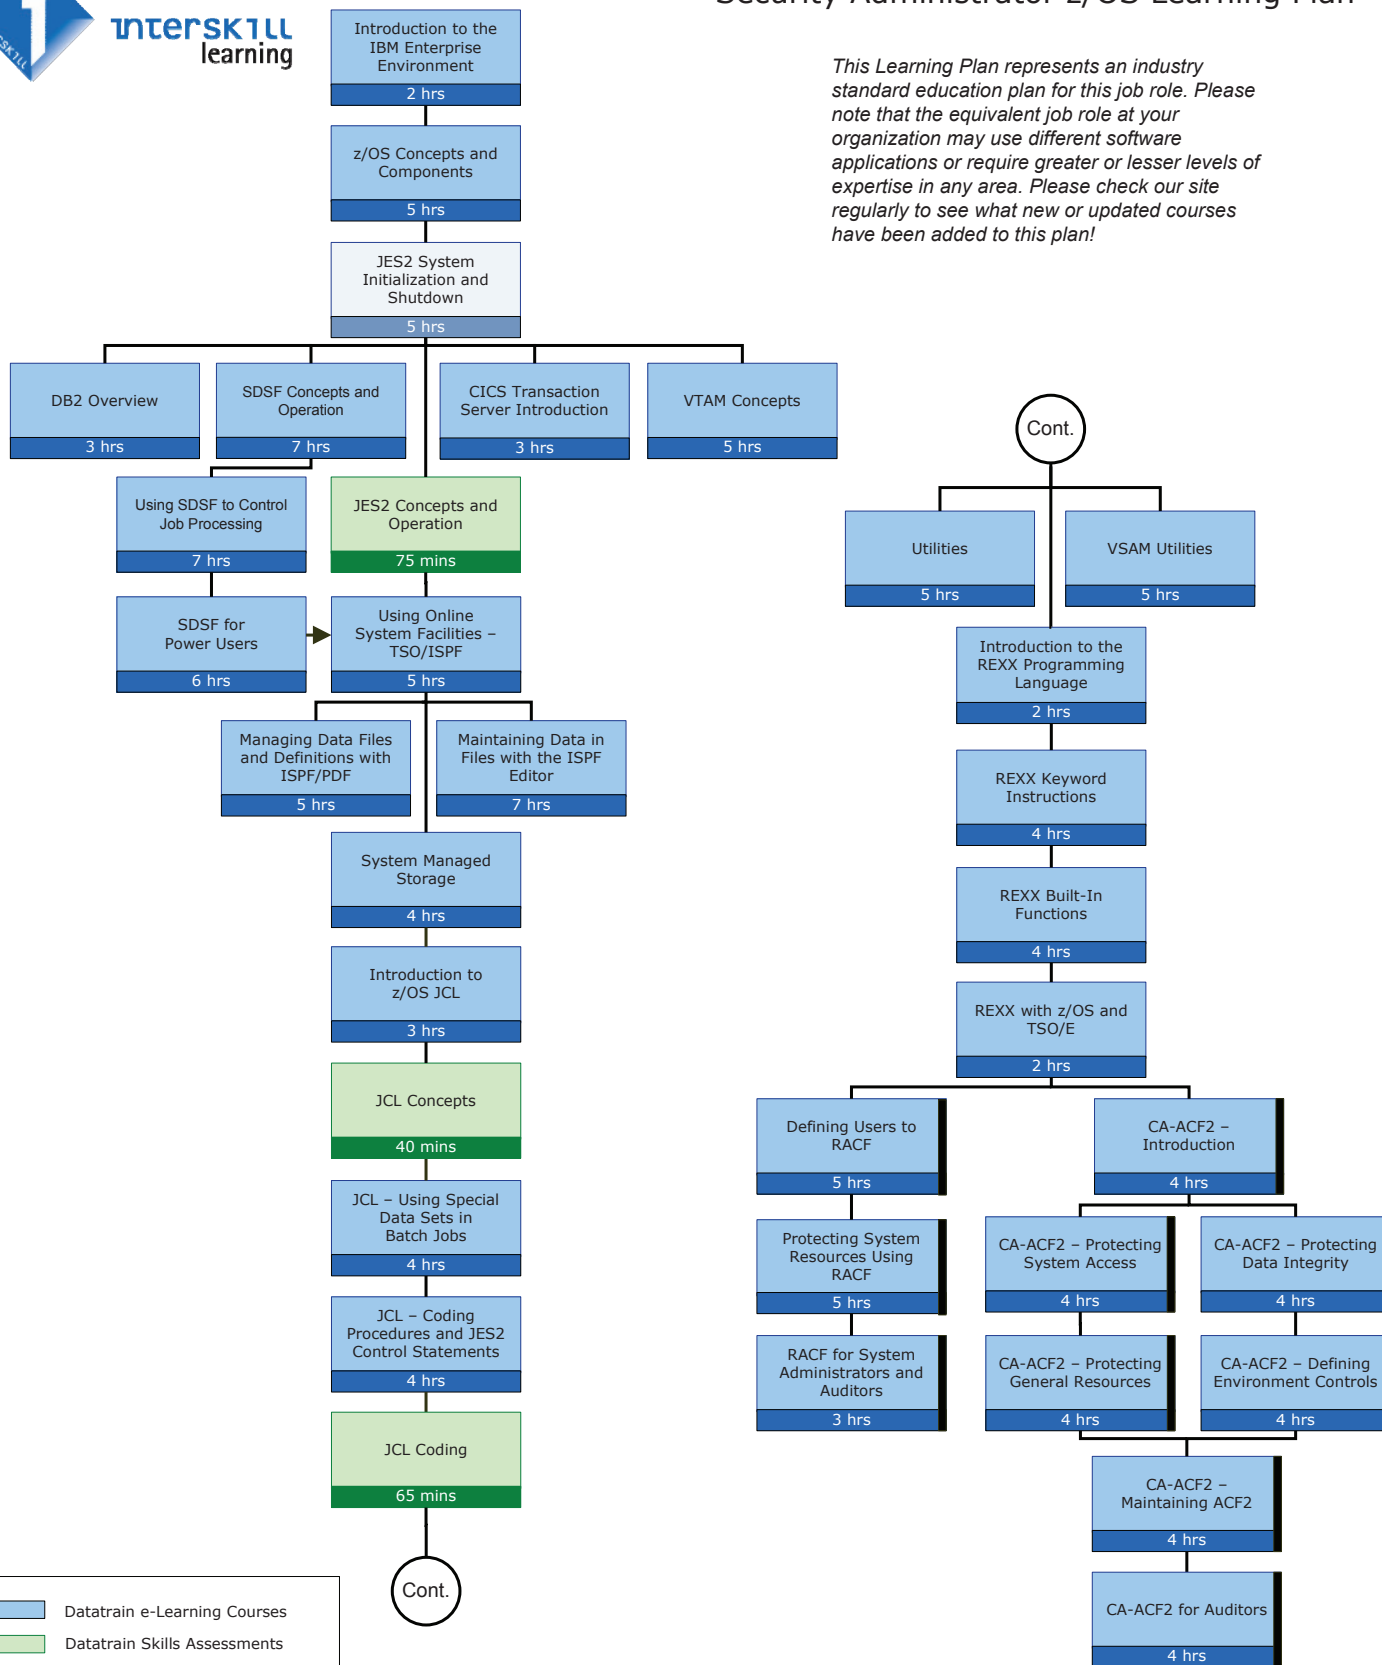 ınterskıll
learning
Security Administrator z/OS Learning Plan
This Learning Plan represents an industry
standard education plan for this job role. Please
note that the equivalent job role at your
organization may use different software
applications or require greater or lesser levels of
expertise in any area. Please check our site
regularly to see what new or updated courses
have been added to this plan!
Introduction to the
IBM Enterprise
Environment
2 hrs
z/OS Concepts and
Components
5 hrs
JES2 System
Initialization and
Shutdown
5 hrs
DB2 Overview
3 hrs
SDSF Concepts and
Operation
7 hrs
CICS Transaction
Server Introduction
3 hrs
VTAM Concepts
5 hrs
Using SDSF to Control
Job Processing
7 hrs
JES2 Concepts and
Operation
75 mins
SDSF for
Power Users
6 hrs
Using Online
System Facilities –
TSO/ISPF
5 hrs
Managing Data Files
and Definitions with
ISPF/PDF
5 hrs
Maintaining Data in
Files with the ISPF
Editor
7 hrs
System Managed
Storage
4 hrs
Introduction to
z/OS JCL
3 hrs
JCL Concepts
40 mins
JCL – Using Special
Data Sets in
Batch Jobs
4 hrs
JCL – Coding
Procedures and JES2
Control Statements
4 hrs
JCL Coding
65 mins
Cont.
Cont.
Utilities
5 hrs
VSAM Utilities
5 hrs
Introduction to the
REXX Programming
Language
2 hrs
REXX Keyword
Instructions
4 hrs
REXX Built-In
Functions
4 hrs
REXX with z/OS and
TSO/E
2 hrs
Defining Users to
RACF
5 hrs
CA-ACF2 –
Introduction
4 hrs
Protecting System
Resources Using
RACF
5 hrs
CA-ACF2 – Protecting
System Access
4 hrs
CA-ACF2 – Protecting
Data Integrity
4 hrs
RACF for System
Administrators and
Auditors
3 hrs
CA-ACF2 – Protecting
General Resources
4 hrs
CA-ACF2 – Defining
Environment Controls
4 hrs
CA-ACF2 –
Maintaining ACF2
4 hrs
CA-ACF2 for Auditors
4 hrs
Datatrain e-Learning Courses
Datatrain Skills Assessments